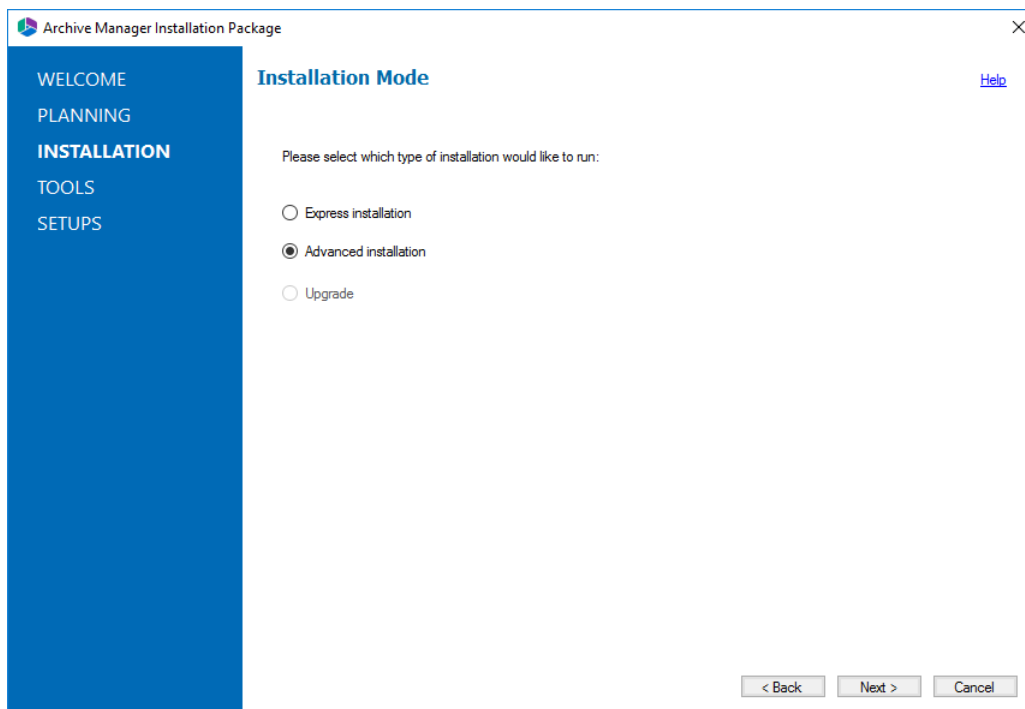 Archive Manager Installation Package
WELCOME
PLANNING
INSTALLATION
TOOLS
SETUPS
Installation Mode
Help
Please select which type of installation would like to run:
Express installation
Advanced installation
Upgrade
< Back
Next >
Cancel